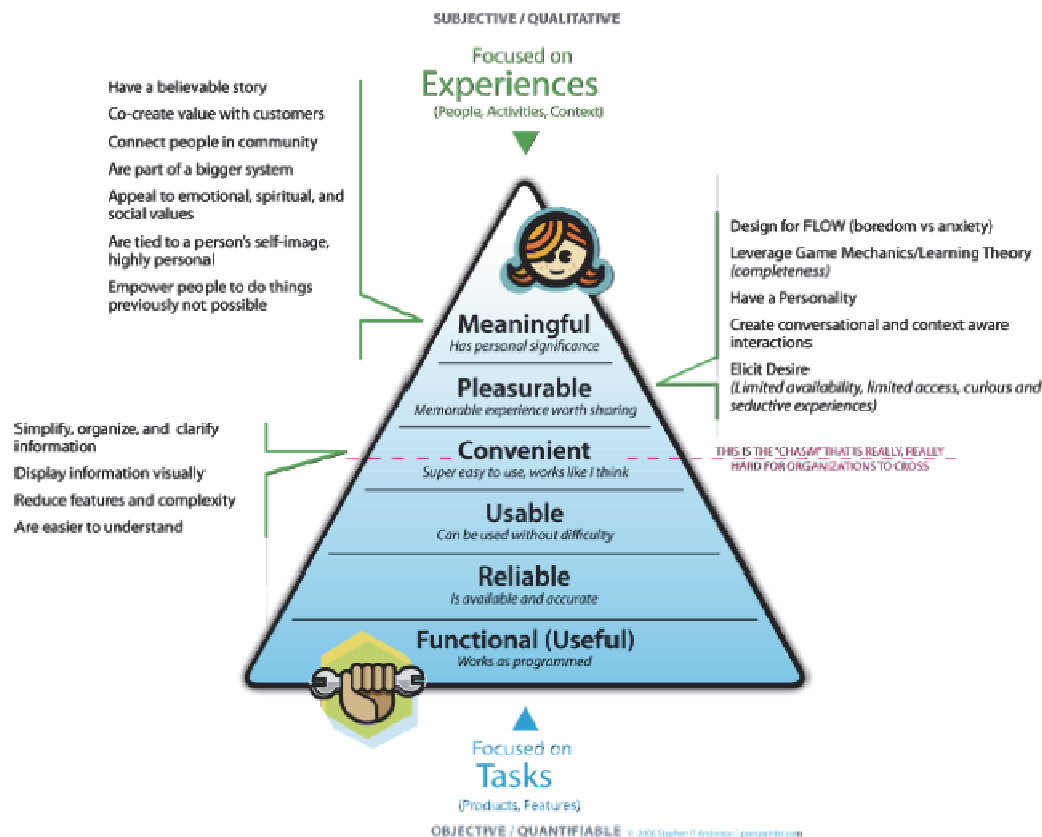 SUBJECTIVE / QUALITATIVE
Focused on
Experiences
(People, Activities, Context)
Have a believable story
Co-create value with customers
Connect people in community
Are part of a bigger system
Appeal to emotional, spiritual, and
social values
Are tied to a person's self-image,
highly personal
Empower people to do things
previously not possible
Design for FLOW (boredom vs anxiety)
Leverage Game Mechanics/Learning Theory
(completeness)
Have a Personality
Create conversational and context aware
interactions
Elicit Desire
(Limited availability, limited access, curious and
seductive experiences)
Meaningful
Has personal significance
Pleasurable
Memorable experience worth sharing
Simplify, organize, and clarify
information
Display information visually
Reduce features and complexity
Are easier to understand
Convenient
Super easy to use, works like I think
THIS IS THE "CHASM" THAT IS REALLY, REALLY
HARD FOR ORGANIZATIONS TO CROSS
Usable
Can be used without difficulty
Reliable
Is available and accurate
Functional (Useful)
Works as programmed
Focused on
Tasks
(Products, Features)
OBJECTIVE / QUANTIFIABLE © 2006 Stephen P. Anderson | poetpainter.com